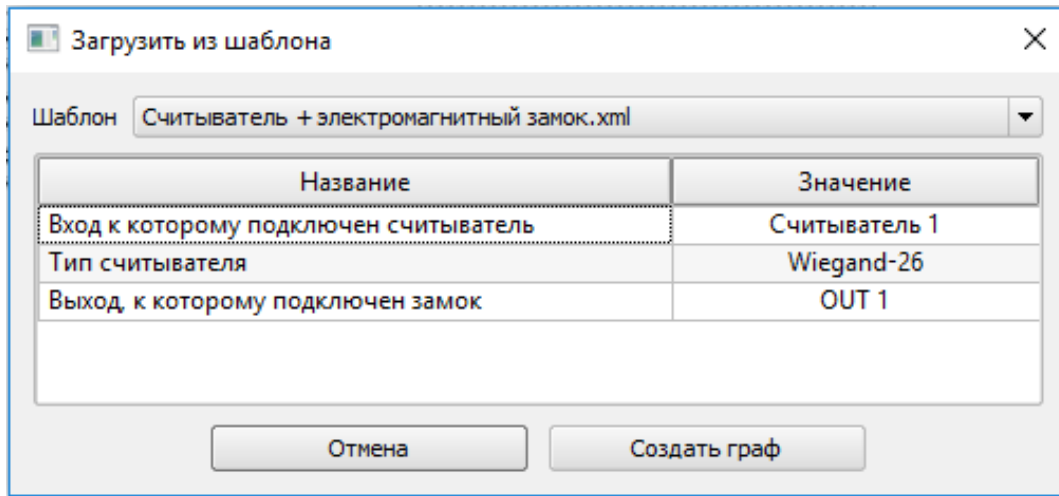 Загрузить из шаблона
Шаблон Считыватель + электромагнитный замок.xml
Название Значение
Вход к которому подключен считыватель Считыватель 1
Тип считывателя Wiegand-26
Выход, к которому подключен замок OUT 1
Отмена Создать граф